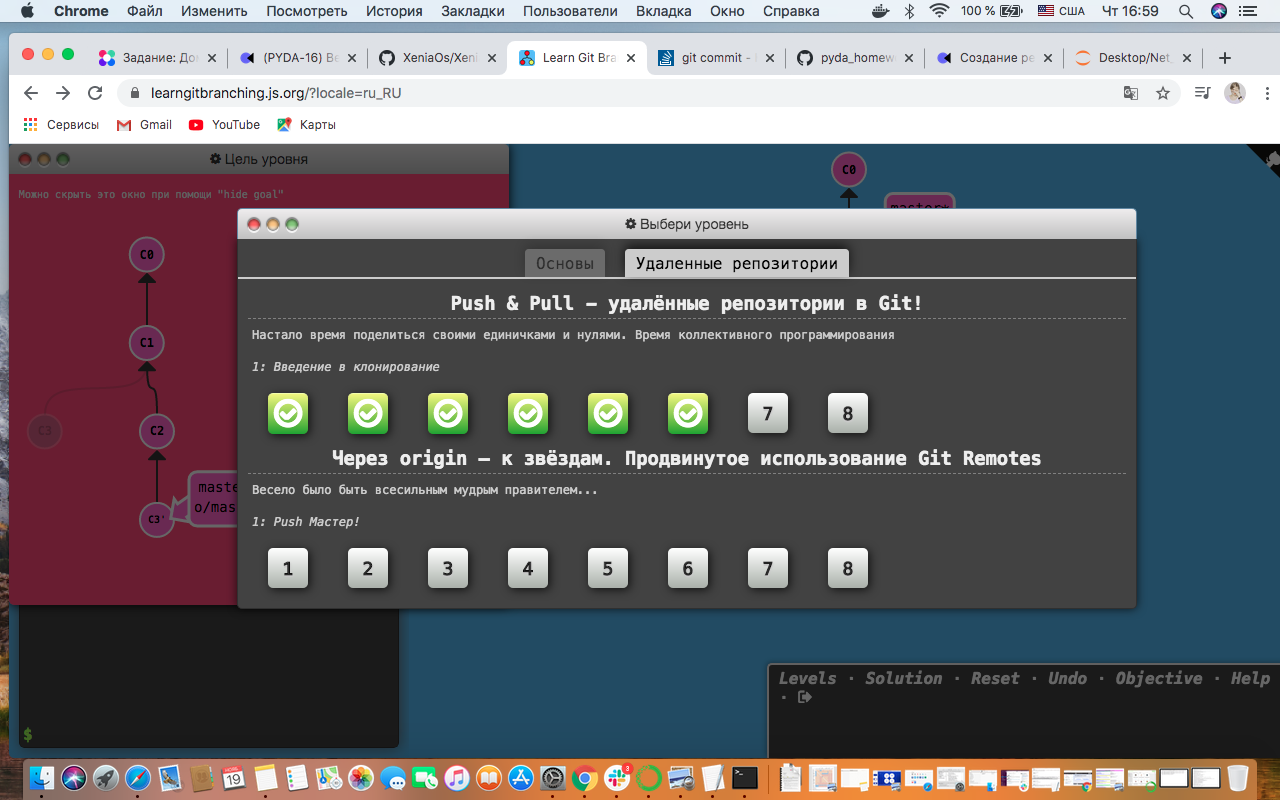 Chrome Файл Изменить Посмотреть История Закладки Пользователи Вкладка Окно Справка 100 % США Чт 16:59
Задание: До (PYDA-16) Ве XeniaOs/Xeni Learn Git Bra git commit - pyda_homew Создание ре Desktop/Net_
learngitbranching.js.org/?locale=ru_RU
Сервисы Gmail YouTube Карты
Цель уровня
Можно скрыть это окно при помощи "hide goal"
C0
C1
C3
C2
C3'
maste
o/mas
C0
master*
Выбери уровень
Основы Удаленные репозитории
Push & Pull – удалённые репозитории в Git!
Настало время поделиться своими единичками и нулями. Время коллективного программирования
1: Введение в клонирование
7 8
Через origin – к звёздам. Продвинутое использование Git Remotes
Весело было быть всесильным мудрым правителем...
1: Push Мастер!
1 2 3 4 5 6 7 8
Levels · Solution · Reset · Undo · Objective · Help
·
$
19
3